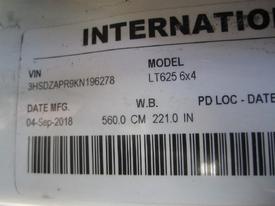 INTERNATIO
VIN MODEL
3HSDZAPR9KN196278 LT625 6x4
DATE MFG. W.B. PD LOC - DATE
04-Sep-2018 560.0 CM 221.0 IN